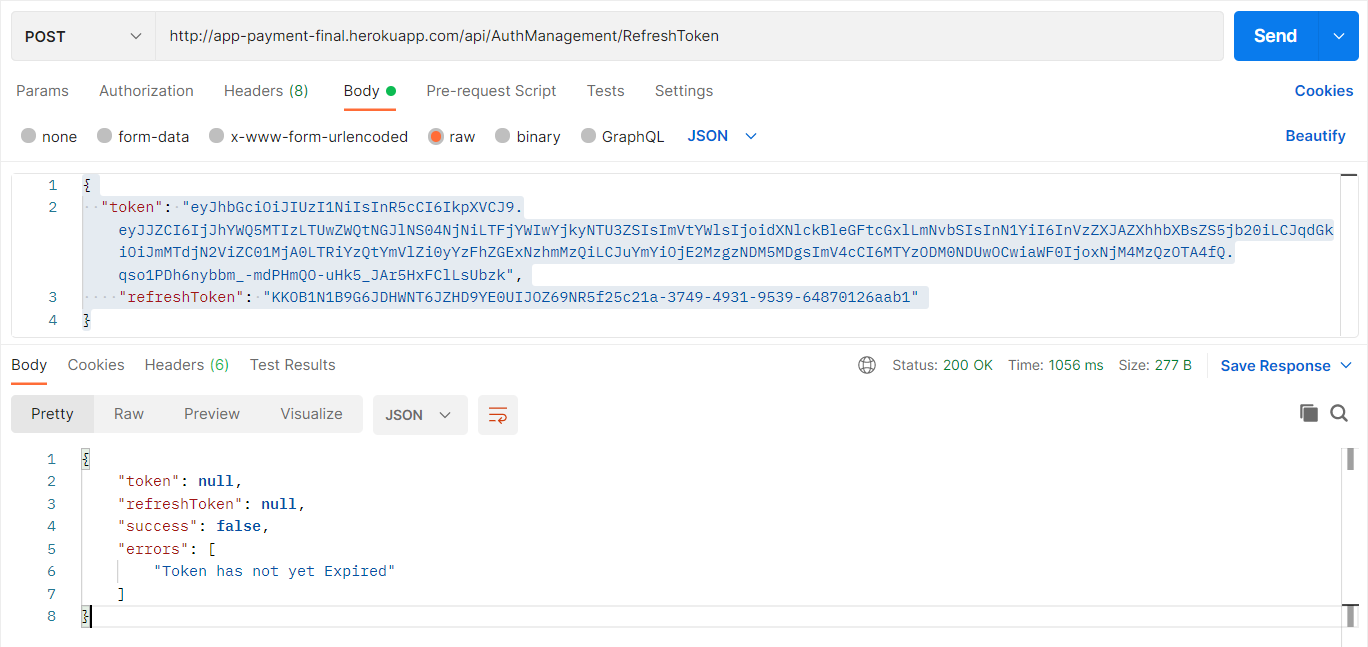 POST http://app-payment-final.herokuapp.com/api/AuthManagement/RefreshToken Send
Params Authorization Headers (8) Body Pre-request Script Tests Settings Cookies
none form-data x-www-form-urlencoded raw binary GraphQL JSON Beautify
1 {
2 "token": "eyJhbGciOiJIUzI1NiIsInR5cCI6IkpXVCJ9.
eyJJZCI6IjJhYWQ5MTIzLTUwZWQtNGJlNS04NjNiLTFjYWIwYjkyNTU3ZSIsImVtYWlsIjoidXNlckBleGFtcGxlLmNvbSIsInN1YiI6InVzZXJAZXhhbXBsZS5jb20iLCJqdGk
iOiJmMTdjN2ViZC01MjA0LTRiYzQtYmVlZi0yYzFhZGExNzhmMzQiLCJuYmYiOjE2MzgzNDM5MDgsImV4cCI6MTYzODM0NDUwOCwiaWF0IjoxNjM4MzQzOTA4fQ.
qso1PDh6nybbm_-mdPHmQO-uHk5_JAr5HxFClLsUbzk",
3 "refreshToken": "KKOB1N1B9G6JDHWNT6JZHD9YE0UIJOZ69NR5f25c21a-3749-4931-9539-64870126aab1"
4 }
Body Cookies Headers (6) Test Results Status: 200 OK Time: 1056 ms Size: 277 B Save Response
Pretty Raw Preview Visualize JSON
1 {
2 "token": null,
3 "refreshToken": null,
4 "success": false,
5 "errors": [
6 "Token has not yet Expired"
7 ]
8 }